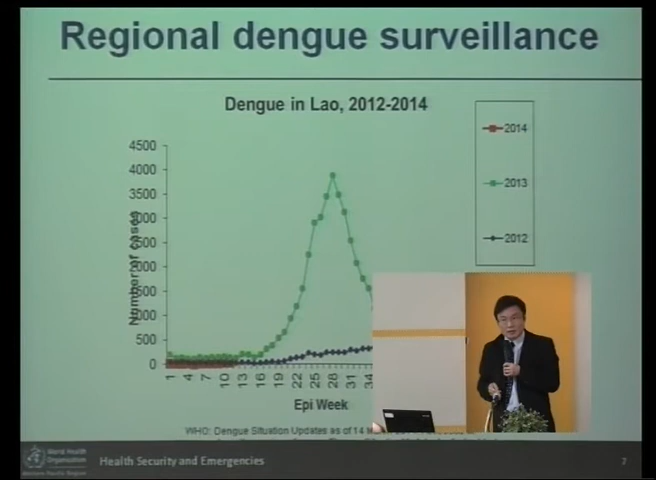 Regional dengue surveillance
Dengue in Lao, 2012-2014
2014
2013
2012
4500
4000
3500
3000
Number of cases
2500
2000
1500
1000
500
0
1 4 7 10 13 16 19 22 25 28 31 34
Epi Week
WHO: Dengue Situation Updates as of 14
World Health
Organization
Western Pacific Region
Health Security and Emergencies
7